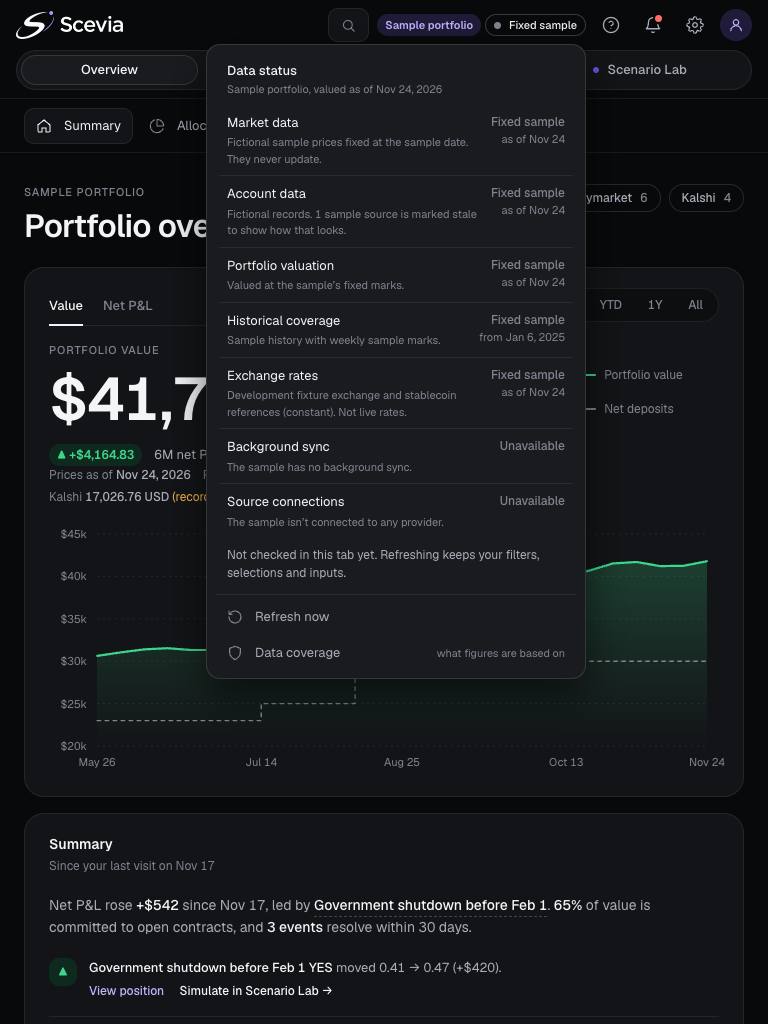 Scevia
Sample portfolio
Fixed sample
Overview
Scenario Lab
Summary
Data status
Sample portfolio, valued as of Nov 24, 2026
Market data
Fixed sample
Fictional sample prices fixed at the sample date.
as of Nov 24
They never update.
Account data
Fixed sample
Fictional records. 1 sample source is marked stale
as of Nov 24
to show how that looks.
Portfolio valuation
Fixed sample
Valued at the sample's fixed marks.
as of Nov 24
Historical coverage
Fixed sample
Sample history with weekly sample marks.
from Jan 6, 2025
Exchange rates
Fixed sample
Development fixture exchange and stablecoin
as of Nov 24
references (constant). Not live rates.
Background sync
Unavailable
The sample has no background sync.
Source connections
Unavailable
The sample isn't connected to any provider.
Not checked in this tab yet. Refreshing keeps your filters,
selections and inputs.
Refresh now
Data coverage
what figures are based on
SAMPLE PORTFOLIO
Portfolio
6
Kalshi 4
Value
Net P&L
YTD
1Y
All
PORTFOLIO VALUE
$41,7
Portfolio value
Net deposits
+$4,164.83
6M net
Prices as of Nov 24, 2026
Kalshi 17,026.76 USD
$45k
$40k
$35k
$30k
$25k
$20k
May 26
Jul 14
Aug 25
Oct 13
Nov 24
Summary
Since your last visit on Nov 17
Net P&L rose +$542 since Nov 17, led by Government shutdown before Feb 1. 65% of value is
committed to open contracts, and 3 events resolve within 30 days.
Government shutdown before Feb 1 YES moved 0.41 → 0.47 (+$420).
View position
Simulate in Scenario Lab →